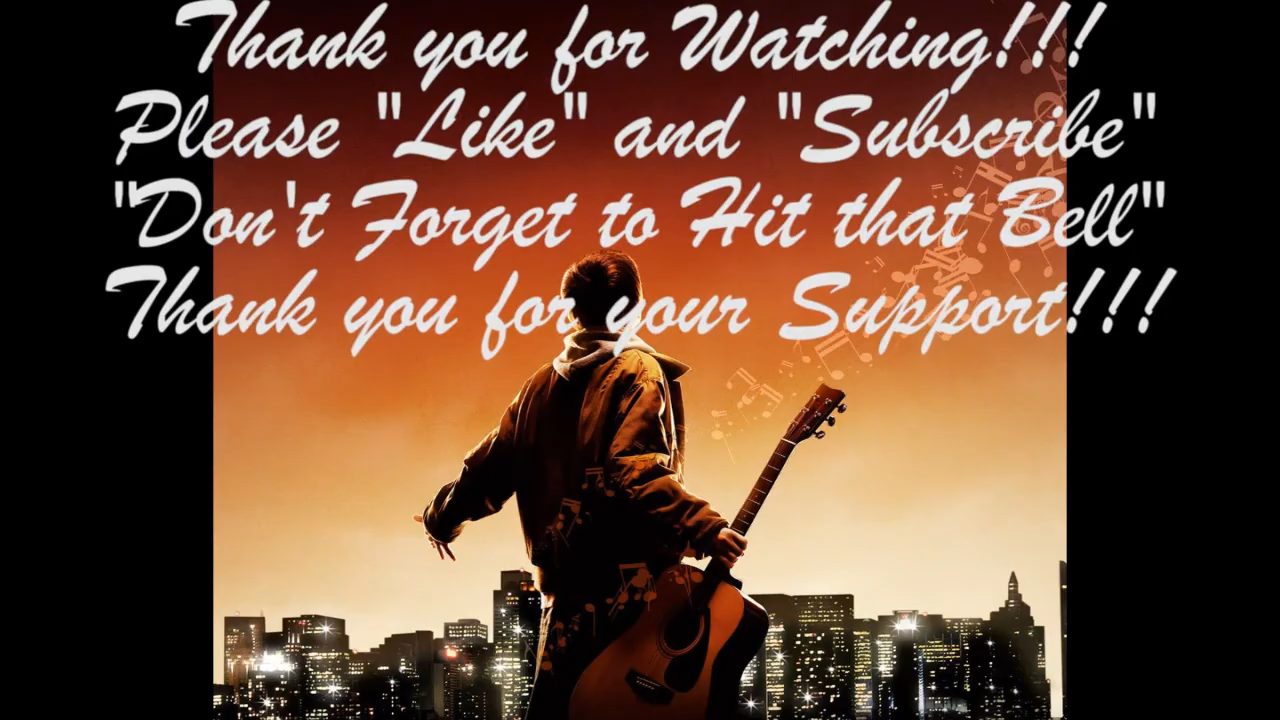 Thank you for Watching!!!
Please "Like" and "Subscribe"
"Don't Forget to Hit that Bell"
Thank you for your Support!!!